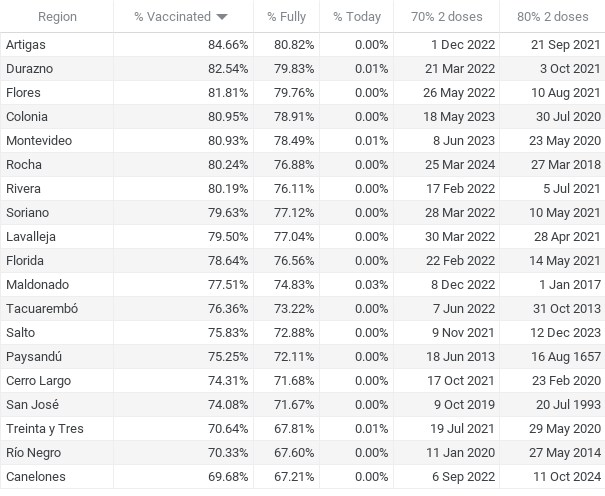 Region % Vaccinated % Fully % Today 70% 2 doses 80% 2 doses
Artigas 84.66% 80.82% 0.00% 1 Dec 2022 21 Sep 2021
Durazno 82.54% 79.83% 0.01% 21 Mar 2022 3 Oct 2021
Flores 81.81% 79.76% 0.00% 26 May 2022 10 Aug 2021
Colonia 80.95% 78.91% 0.00% 18 May 2023 30 Jul 2020
Montevideo 80.93% 78.49% 0.01% 8 Jun 2023 23 May 2020
Rocha 80.24% 76.88% 0.00% 25 Mar 2024 27 Mar 2018
Rivera 80.19% 76.11% 0.00% 17 Feb 2022 5 Jul 2021
Soriano 79.63% 77.12% 0.00% 28 Mar 2022 10 May 2021
Lavalleja 79.50% 77.04% 0.00% 30 Mar 2022 28 Apr 2021
Florida 78.64% 76.56% 0.00% 22 Feb 2022 14 May 2021
Maldonado 77.51% 74.83% 0.03% 8 Dec 2022 1 Jan 2017
Tacuarembó 76.36% 73.22% 0.00% 7 Jun 2022 31 Oct 2013
Salto 75.83% 72.88% 0.00% 9 Nov 2021 12 Dec 2023
Paysandú 75.25% 72.11% 0.00% 18 Jun 2013 16 Aug 1657
Cerro Largo 74.31% 71.68% 0.00% 17 Oct 2021 23 Feb 2020
San José 74.08% 71.67% 0.00% 9 Oct 2019 20 Jul 1993
Treinta y Tres 70.64% 67.81% 0.01% 19 Jul 2021 29 May 2020
Río Negro 70.33% 67.60% 0.00% 11 Jan 2020 27 May 2014
Canelones 69.68% 67.21% 0.00% 6 Sep 2022 11 Oct 2024